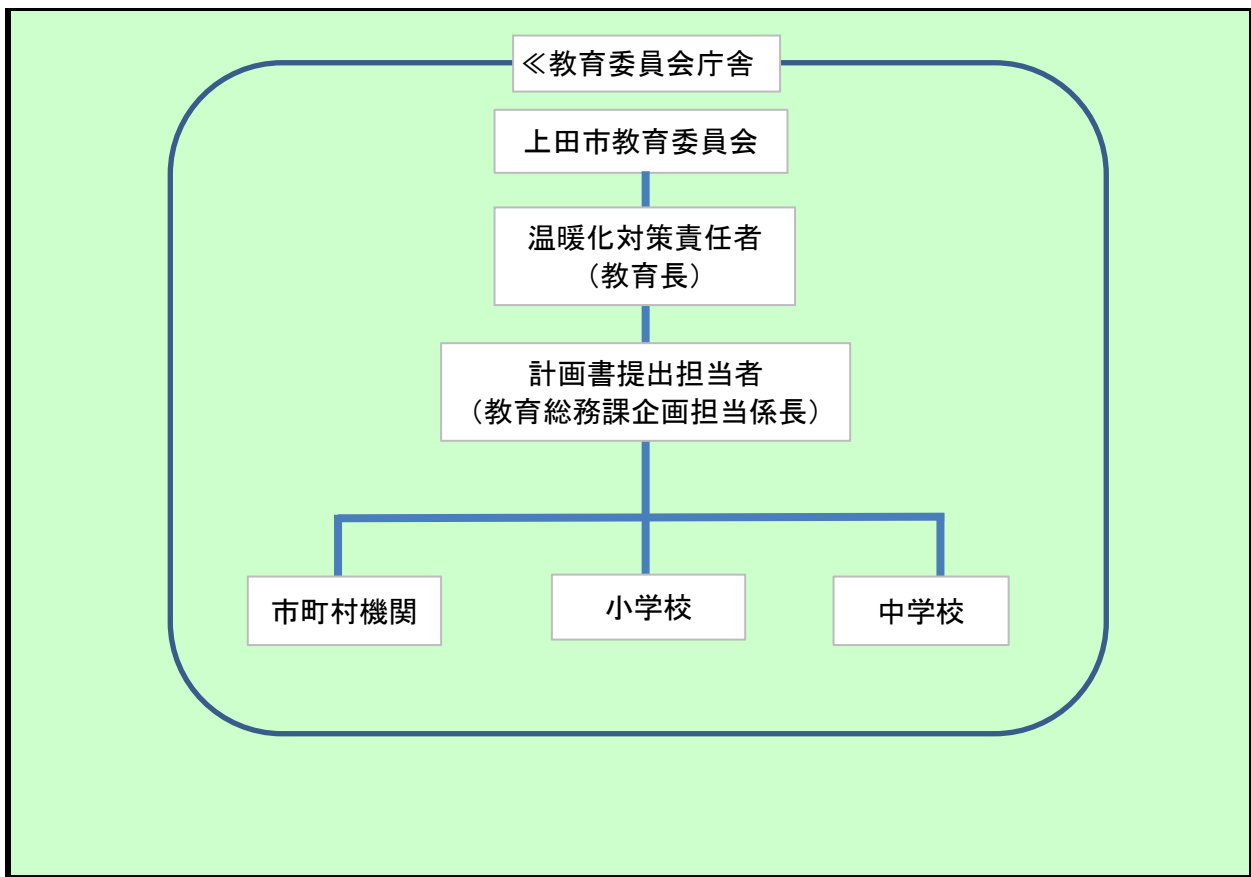 ≪教育委員会庁舎
上田市教育委員会
温暖化対策責任者
（教育長）
計画書提出担当者
（教育総務課企画担当係長）
市町村機関
小学校
中学校